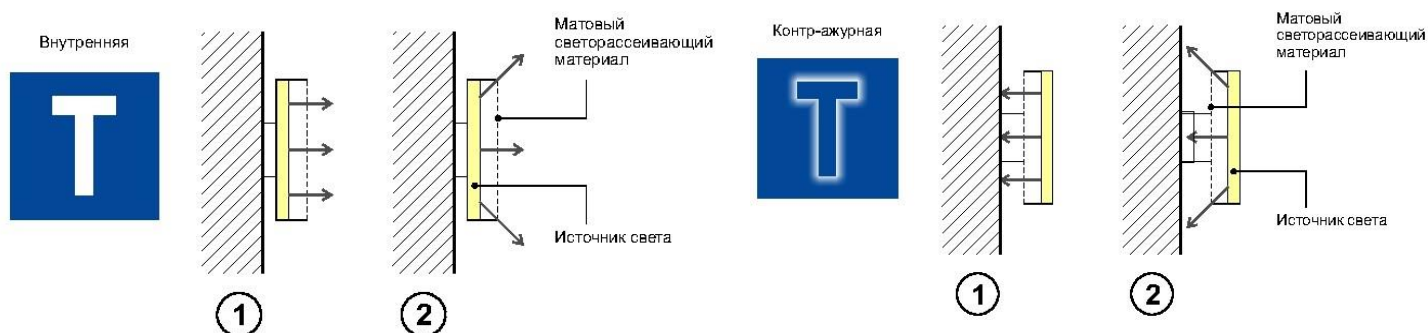 Внутренняя
Т
Матовый
светорассеивающий
материал
Источник света
1
2
Контр-ажурная
Т
Матовый
светорассеивающий
материал
Источник света
1
2